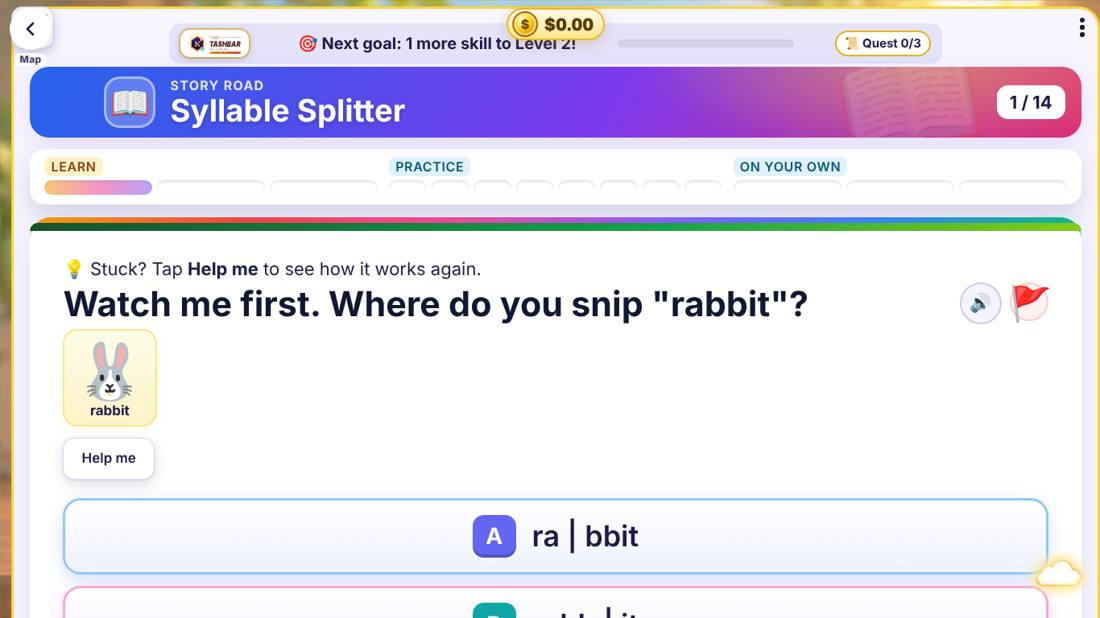 $ $0.00
TASHBAR
🎯 Next goal: 1 more skill to Level 2!
📜 Quest 0/3
Map
STORY ROAD
Syllable Splitter
1 / 14
LEARN
PRACTICE
ON YOUR OWN
💡 Stuck? Tap Help me to see how it works again.
Watch me first. Where do you snip "rabbit"?
rabbit
Help me
A ra | bbit